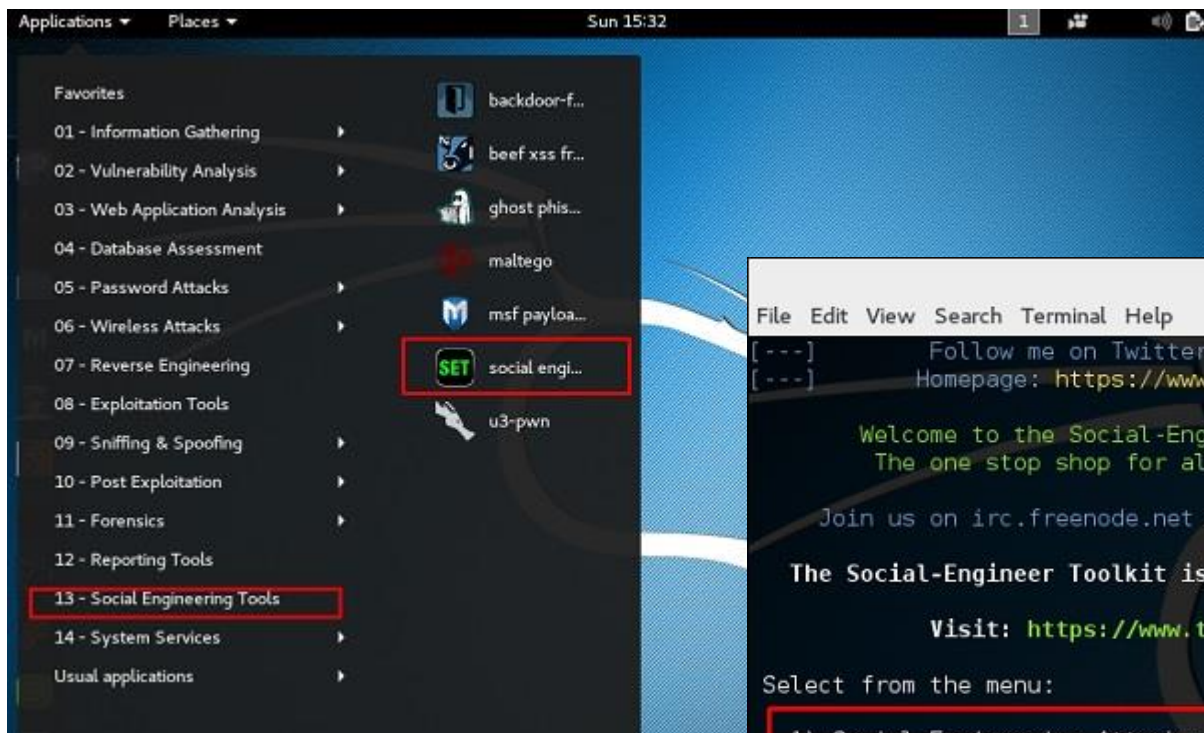 Applications Places Sun 15:32 1
Favorites
01 - Information Gathering
02 - Vulnerability Analysis
03 - Web Application Analysis
04 - Database Assessment
05 - Password Attacks
06 - Wireless Attacks
07 - Reverse Engineering
08 - Exploitation Tools
09 - Sniffing & Spoofing
10 - Post Exploitation
11 - Forensics
12 - Reporting Tools
13 - Social Engineering Tools
14 - System Services
Usual applications
backdoor-f...
beef xss fr...
ghost phis...
maltego
msf payloa...
SET social engi...
u3-pwn
File Edit View Search Terminal Help
[---] Follow me on Twitter
[---] Homepage: https://www
Welcome to the Social-Eng
The one stop shop for al
Join us on irc.freenode.net
The Social-Engineer Toolkit is
Visit: https://www.t
Select from the menu: